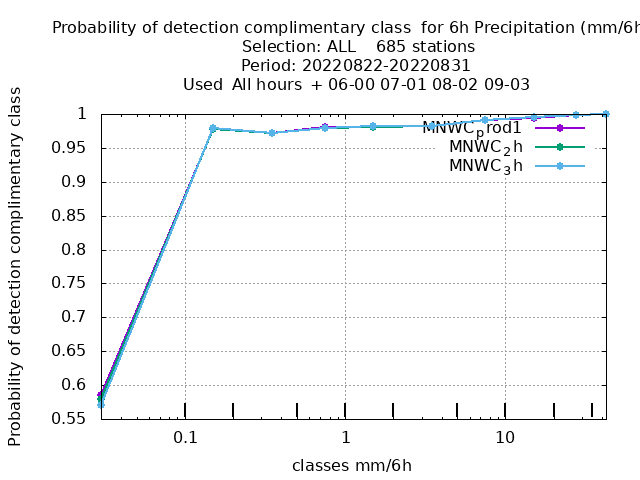 Probability of detection complimentary class  for 6h Precipitation (mm/6h
Selection: ALL    685 stations
Period: 20220822-20220831
Used  All hours  + 06-00 07-01 08-02 09-03
Probability of detection complimentary class
1
0.95
0.9
0.85
0.8
0.75
0.7
0.65
0.6
0.55
MNWCprod1
MNWC2h
MNWC3h
0.1
1
10
classes mm/6h